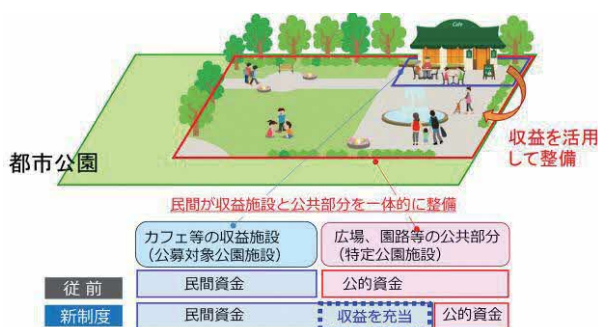 Cafe
収益を活用
して整備
都市公園
民間が収益施設と公共部分を一体的に整備
カフェ等の収益施設
(公募対象公園施設)
広場、園路等の公共部分
(特定公園施設)
従前
民間資金
公的資金
新制度
民間資金
収益を充当
公的資金